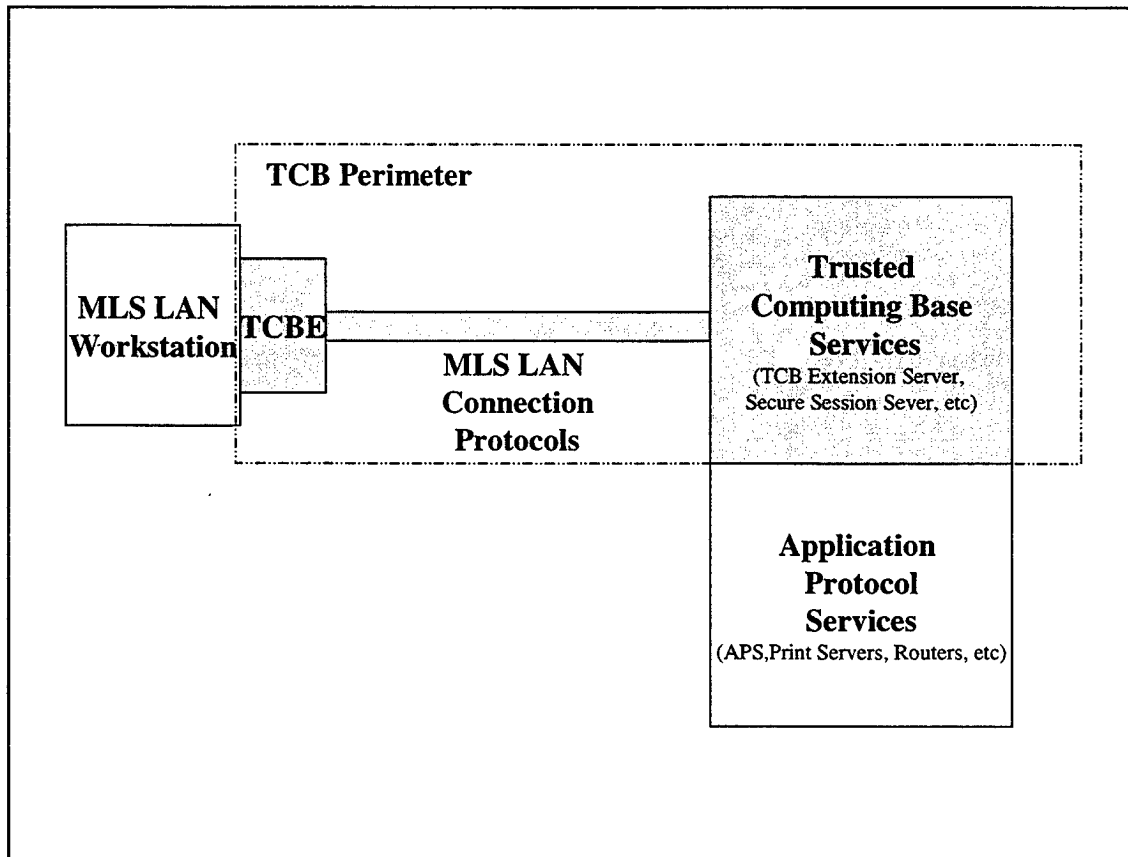 TCB Perimeter
MLS LAN
Workstation
TCBE
MLS LAN
Connection
Protocols
Trusted
Computing Base
Services
(TCB Extension Server,
Secure Session Sever, etc)
Application
Protocol
Services
(APS,Print Servers, Routers, etc)